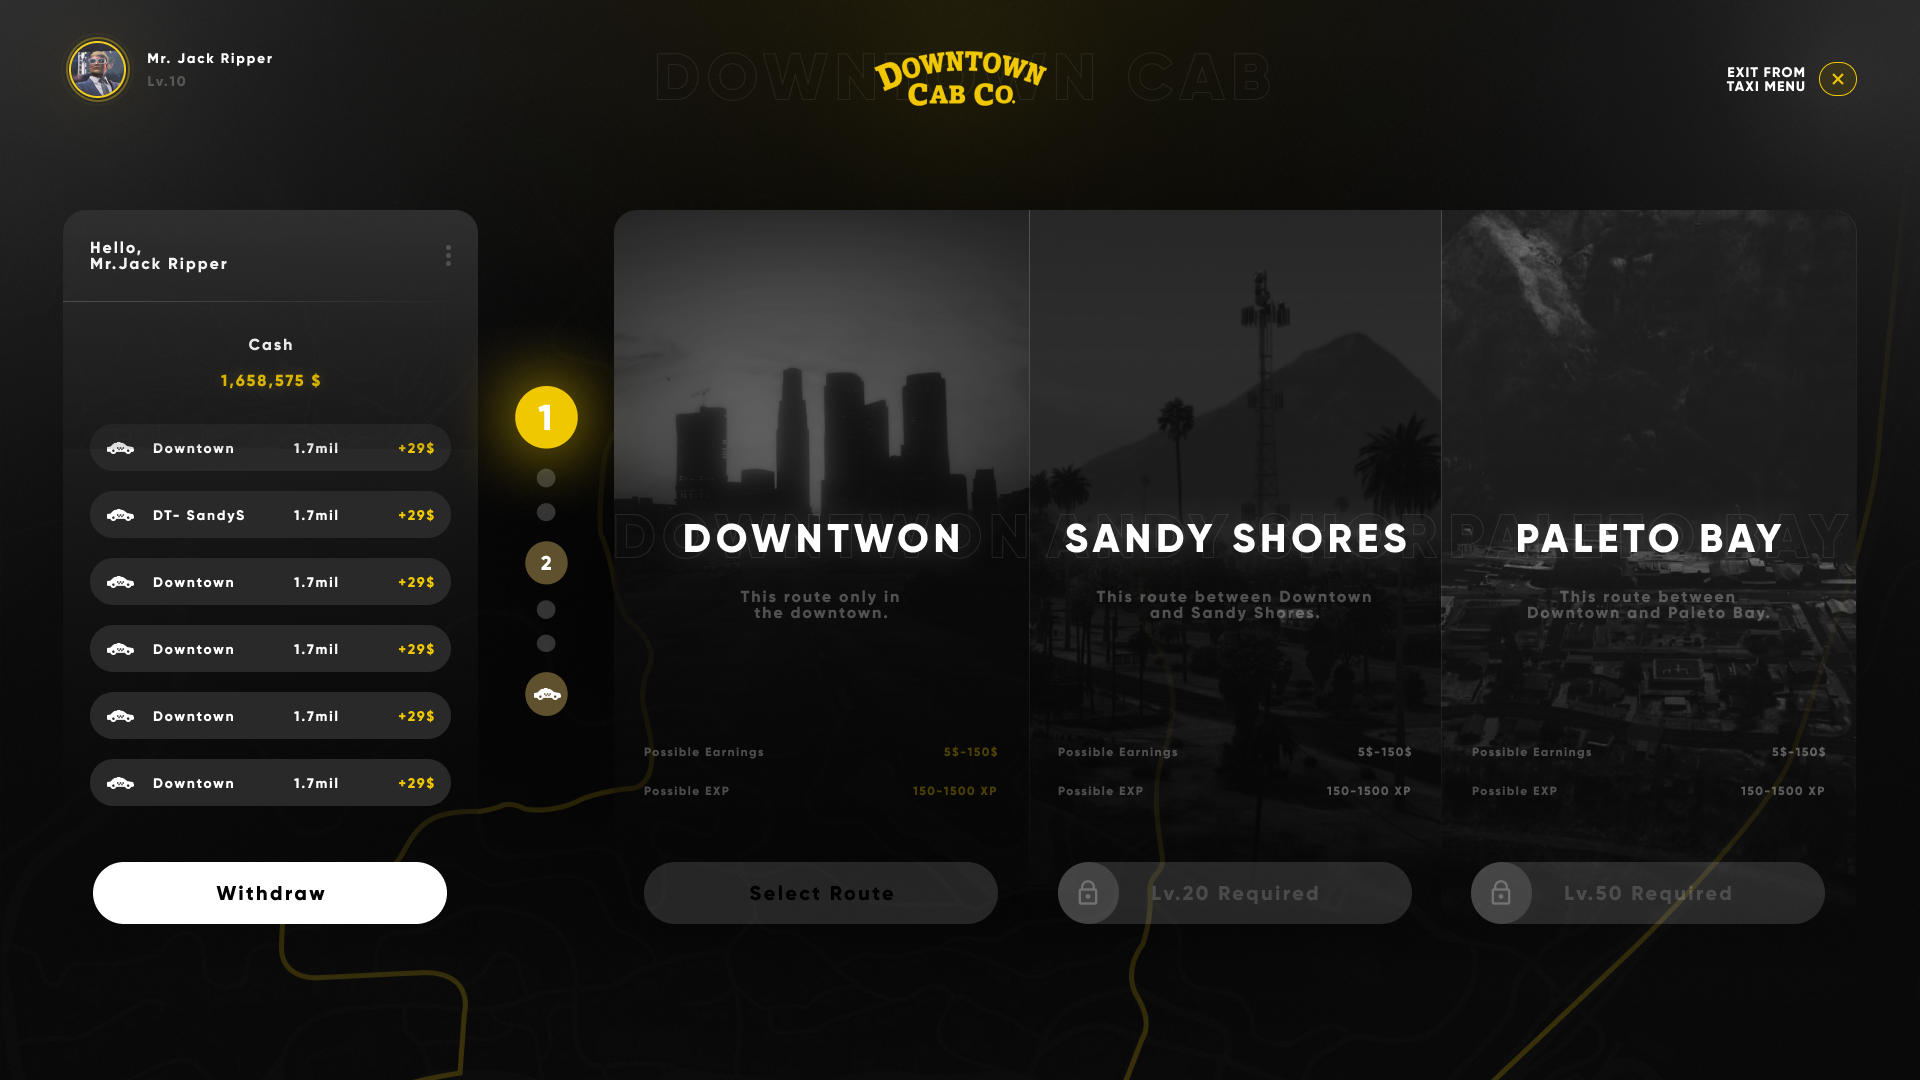 Mr. Jack Ripper
Lv.10
DOWNTOWN CAB
DOWNTOWN
CAB CO.
EXIT FROM
TAXI MENU
Hello,
Mr.Jack Ripper
Cash
1,658,575 $
Downtown 1.7mil +29$
DT- SandyS 1.7mil +29$
Downtown 1.7mil +29$
Downtown 1.7mil +29$
Downtown 1.7mil +29$
Downtown 1.7mil +29$
Withdraw
1
2
DOWNTWON
DOWNTWON
This route only in
the downtown.
Possible Earnings 5$-150$
Possible EXP 150-1500 XP
Select Route
SANDY SHORES
This route between Downtown
and Sandy Shores.
Possible Earnings 5$-150$
Possible EXP 150-1500 XP
Lv.20 Required
PALETO BAY
PALETO BAY
This route between
Downtown and Paleto Bay.
Possible Earnings 5$-150$
Possible EXP 150-1500 XP
Lv.50 Required